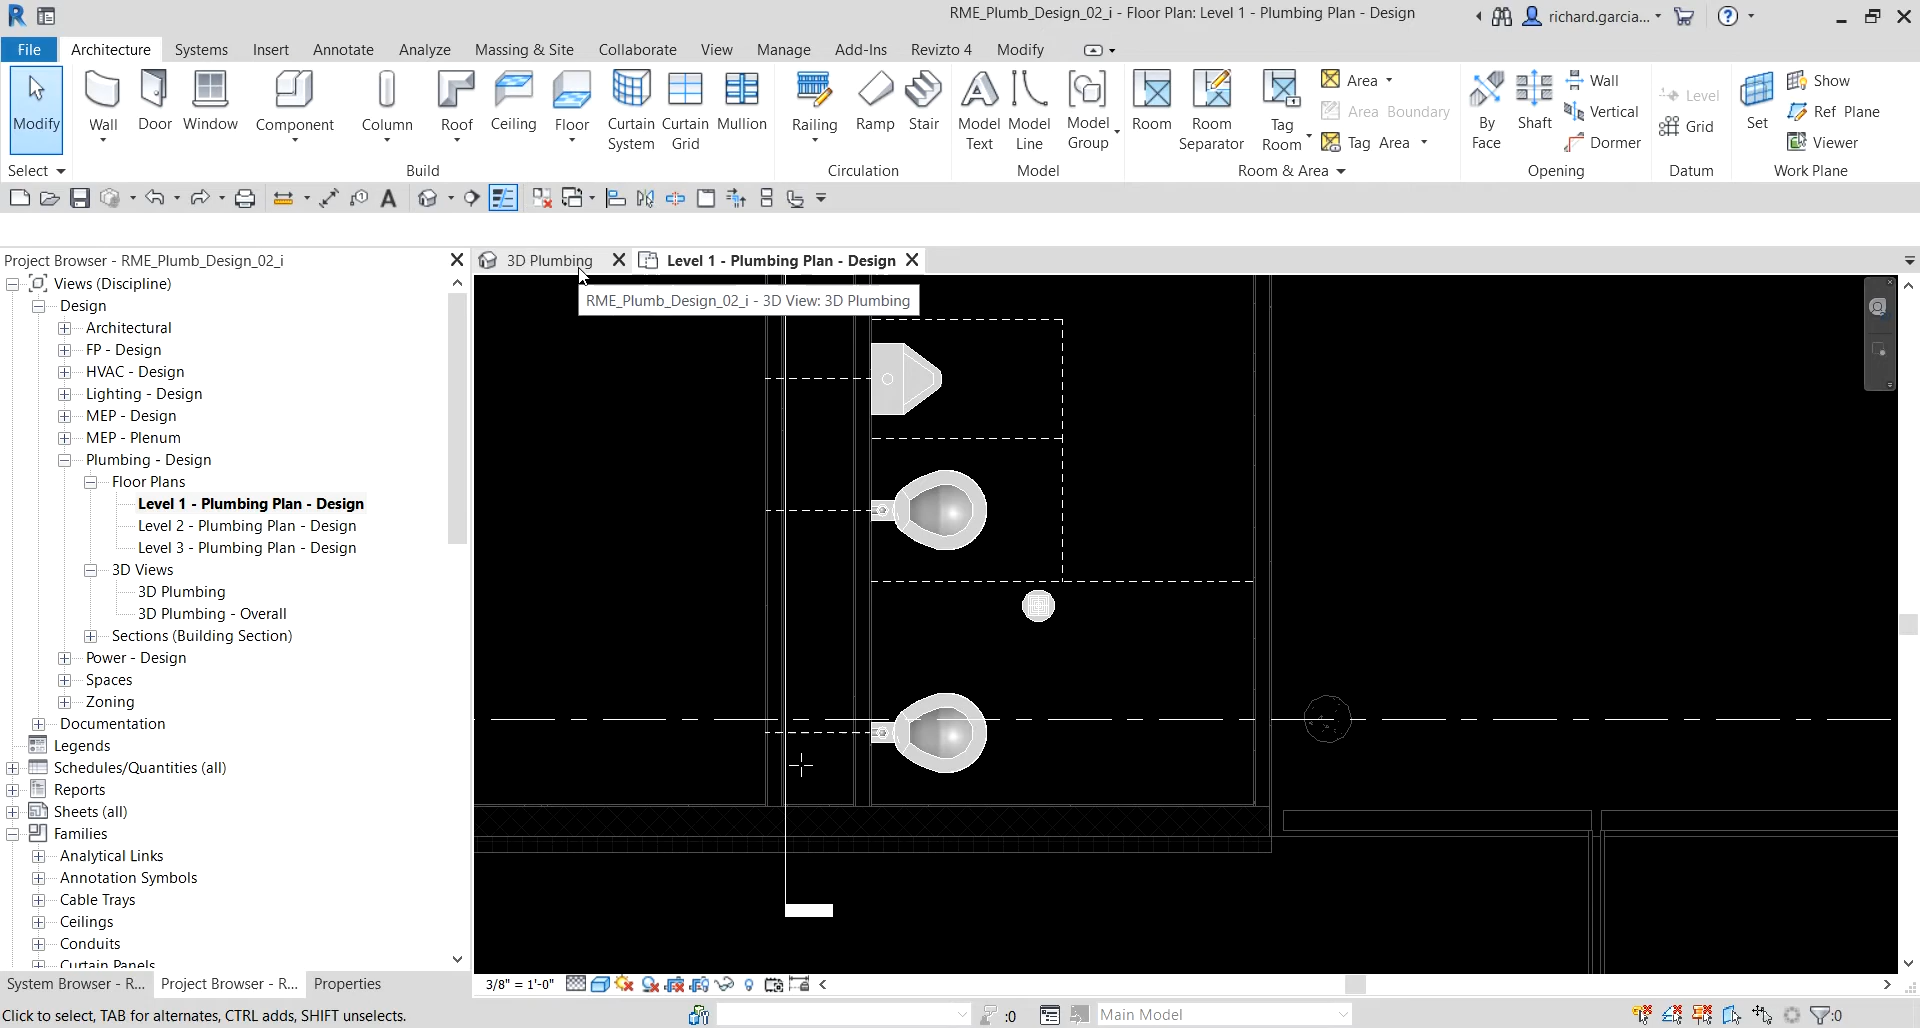 RME_Plumb_Design_02_i - Floor Plan: Level 1 - Plumbing Plan - Design
richard.garcia...
File Architecture Systems Insert Annotate Analyze Massing & Site Collaborate View Manage Add-Ins Revizto 4 Modify
Modify Wall Door Window Component Column Roof Ceiling Floor Curtain System Curtain Grid Mullion Railing Ramp Stair Model Text Model Line Model Group Room Room Separator Tag Room Area Area Boundary Tag Area By Face Shaft Wall Vertical Dormer Level Grid Set Show Ref Plane Viewer
Select Build Circulation Model Room & Area Opening Datum Work Plane
Project Browser - RME_Plumb_Design_02_i
3D Plumbing Level 1 - Plumbing Plan - Design
RME_Plumb_Design_02_i - 3D View: 3D Plumbing
Views (Discipline)
Design
Architectural
FP - Design
HVAC - Design
Lighting - Design
MEP - Design
MEP - Plenum
Plumbing - Design
Floor Plans
Level 1 - Plumbing Plan - Design
Level 2 - Plumbing Plan - Design
Level 3 - Plumbing Plan - Design
3D Views
3D Plumbing
3D Plumbing - Overall
Sections (Building Section)
Power - Design
Spaces
Zoning
Documentation
Legends
Schedules/Quantities (all)
Reports
Sheets (all)
Families
Analytical Links
Annotation Symbols
Cable Trays
Ceilings
Conduits
Curtain Panels
System Browser - R... Project Browser - R... Properties
3/8" = 1'-0"
Click to select, TAB for alternates, CTRL adds, SHIFT unselects.
:0
Main Model
:0